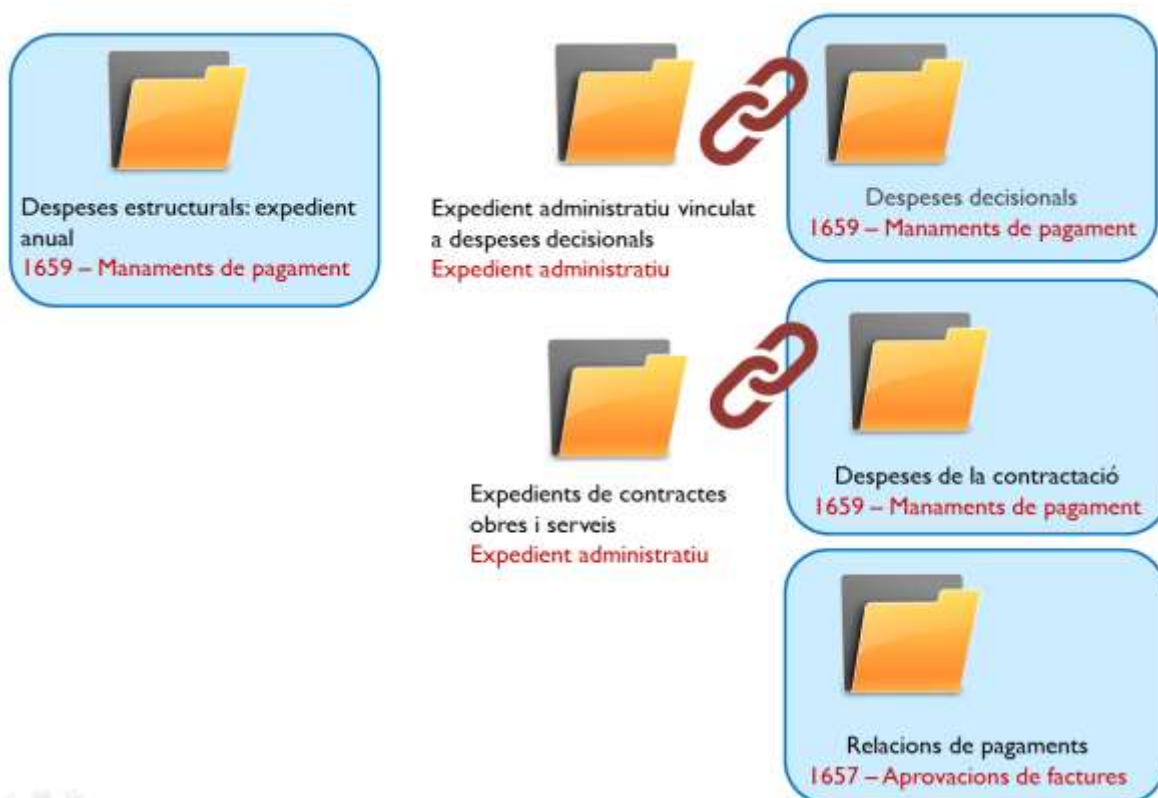 Despeses estructurals: expedient
anual
1659 – Manaments de pagament
Expedient administratiu vinculat
a despeses decisionals
Expedient administratiu
Despeses decisionals
1659 – Manaments de pagament
Expedients de contractes
obres i serveis
Expedient administratiu
Despeses de la contractació
1659 – Manaments de pagament
Relacions de pagaments
1657 – Aprovacions de factures